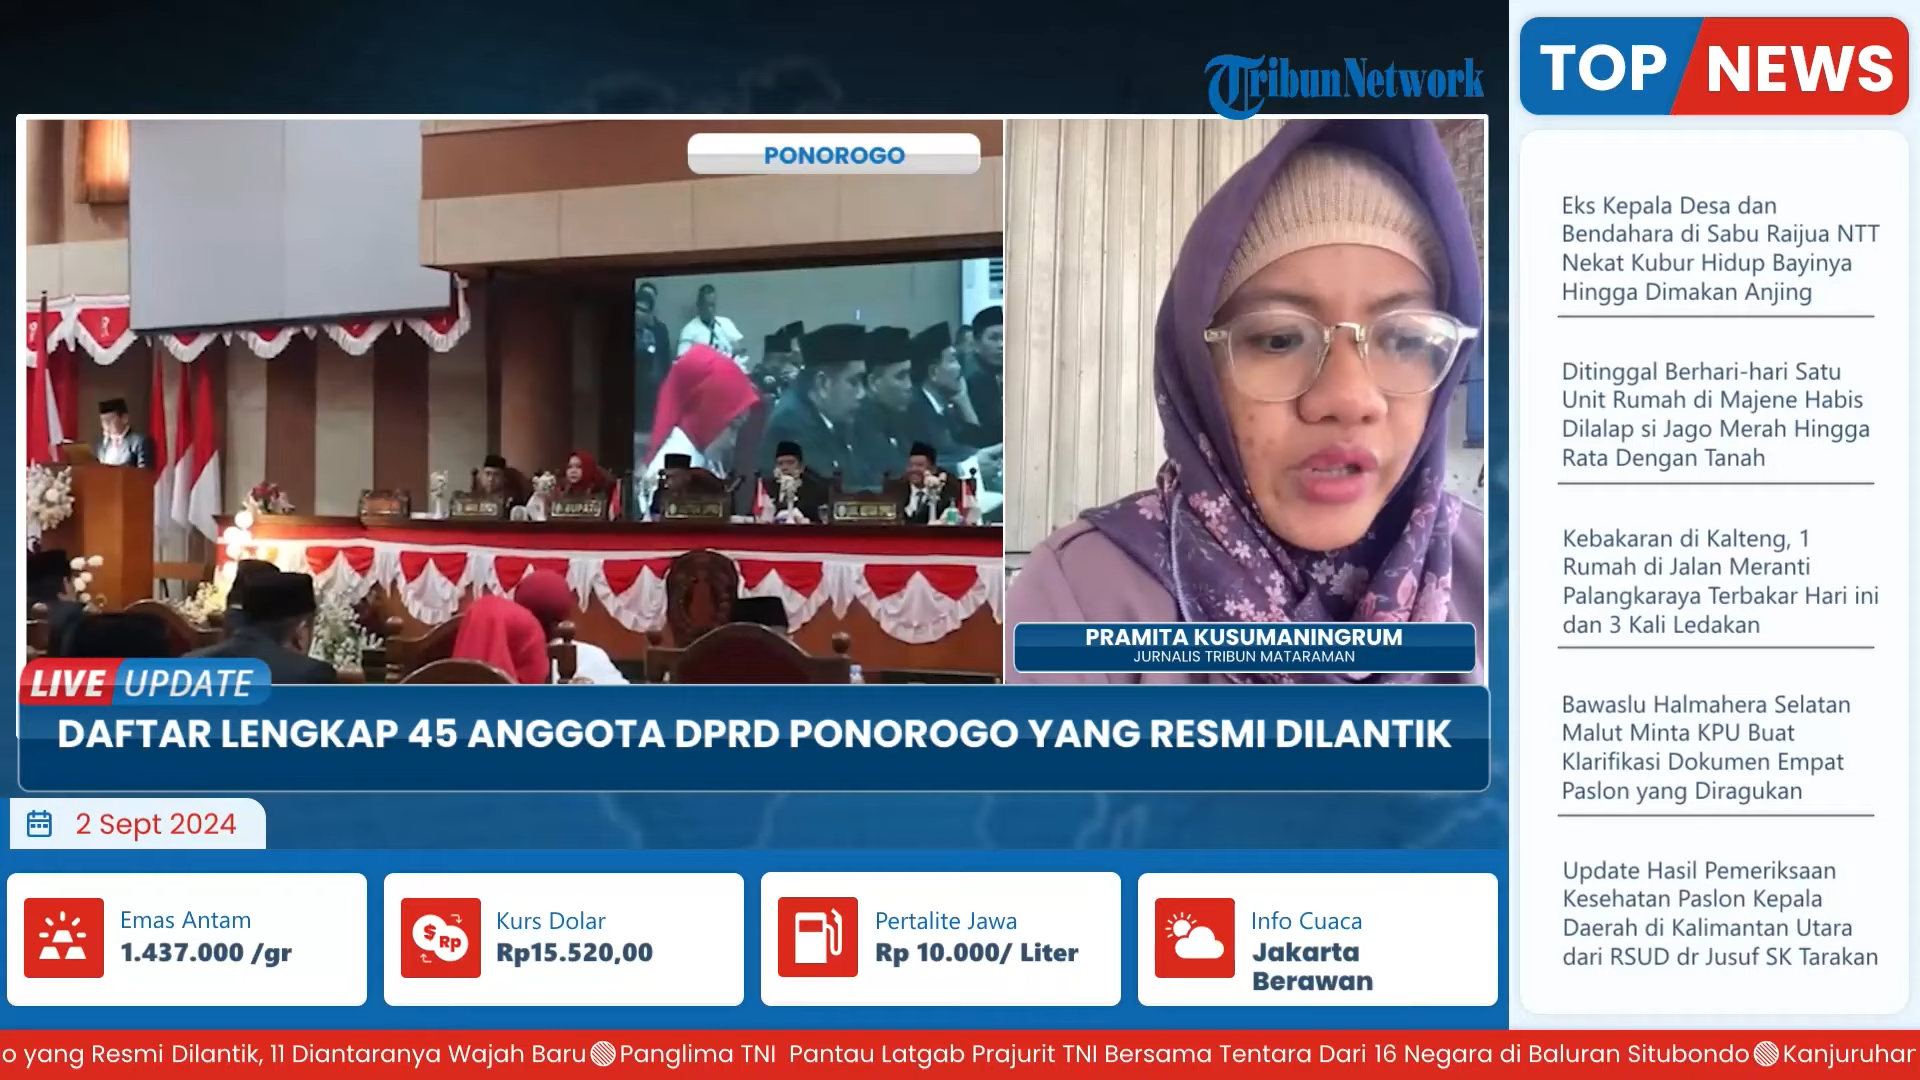 TribunNetwork
PONOROGO
BUPATI
PRAMITA KUSUMANINGRUM
JURNALIS TRIBUN MATARAMAN
LIVE UPDATE
DAFTAR LENGKAP 45 ANGGOTA DPRD PONOROGO YANG RESMI DILANTIK
2 Sept 2024
Emas Antam
1.437.000 /gr
Kurs Dolar
Rp15.520,00
Pertalite Jawa
Rp 10.000/ Liter
Info Cuaca
Jakarta
Berawan
TOP NEWS
Eks Kepala Desa dan
Bendahara di Sabu Raijua NTT
Nekat Kubur Hidup Bayinya
Hingga Dimakan Anjing
Ditinggal Berhari-hari Satu
Unit Rumah di Majene Habis
Dilalap si Jago Merah Hingga
Rata Dengan Tanah
Kebakaran di Kalteng, 1
Rumah di Jalan Meranti
Palangkaraya Terbakar Hari ini
dan 3 Kali Ledakan
Bawaslu Halmahera Selatan
Malut Minta KPU Buat
Klarifikasi Dokumen Empat
Paslon yang Diragukan
Update Hasil Pemeriksaan
Kesehatan Paslon Kepala
Daerah di Kalimantan Utara
dari RSUD dr Jusuf SK Tarakan
o yang Resmi Dilantik, 11 Diantaranya Wajah Baru Panglima TNI Pantau Latgab Prajurit TNI Bersama Tentara Dari 16 Negara di Baluran Situbondo Kanjuruhan